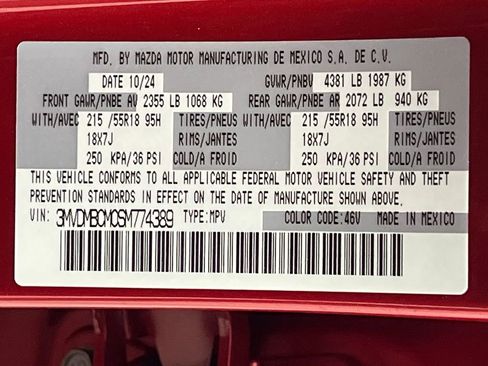 MFD. BY MAZDA MOTOR MANUFACTURING DE MEXICO S.A. DE C.V.
DATE 10/24 GVWR/PNBV 4381 LB 1987 KG
FRONT GAWR/PNBE AV 2355 LB 1068 KG REAR GAWR/PNBE AR 2072 LB 940 KG
WITH/AVEC 215 /55R18 95H TIRES/PNEUS WITH/AVEC 215 /55R18 95H TIRES/PNEUS
18X7J RIMS/JANTES 18X7J RIMS/JANTES
250 KPA/36 PSI COLD/A FROID 250 KPA/36 PSI COLD/A FROID
THIS VEHICLE CONFORMS TO ALL APPLICABLE FEDERAL MOTOR VEHICLE SAFETY AND THEFT
PREVENTION STANDARDS IN EFFECT ON THE DATE OF MANUFACTURE SHOWN ABOVE.
VIN: 3MVDMBCM0SM774389 TYPE:MPV COLOR CODE:46V MADE IN MEXICO